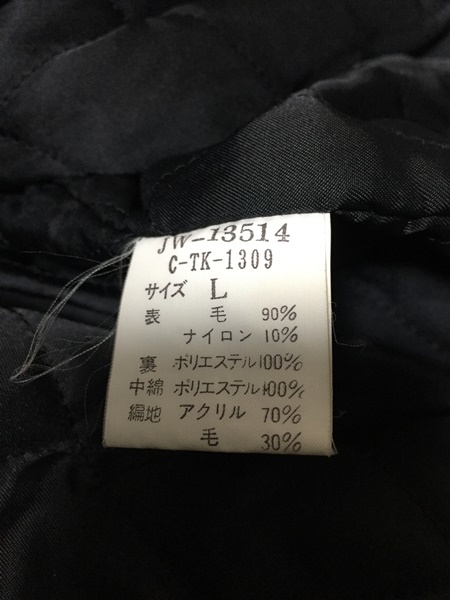 JW-13514
C-TK-1309
サイズ L
表 毛 90%
ナイロン 10%
裏 ポリエステル100%
中綿 ポリエステル100%
編地 アクリル 70%
毛 30%